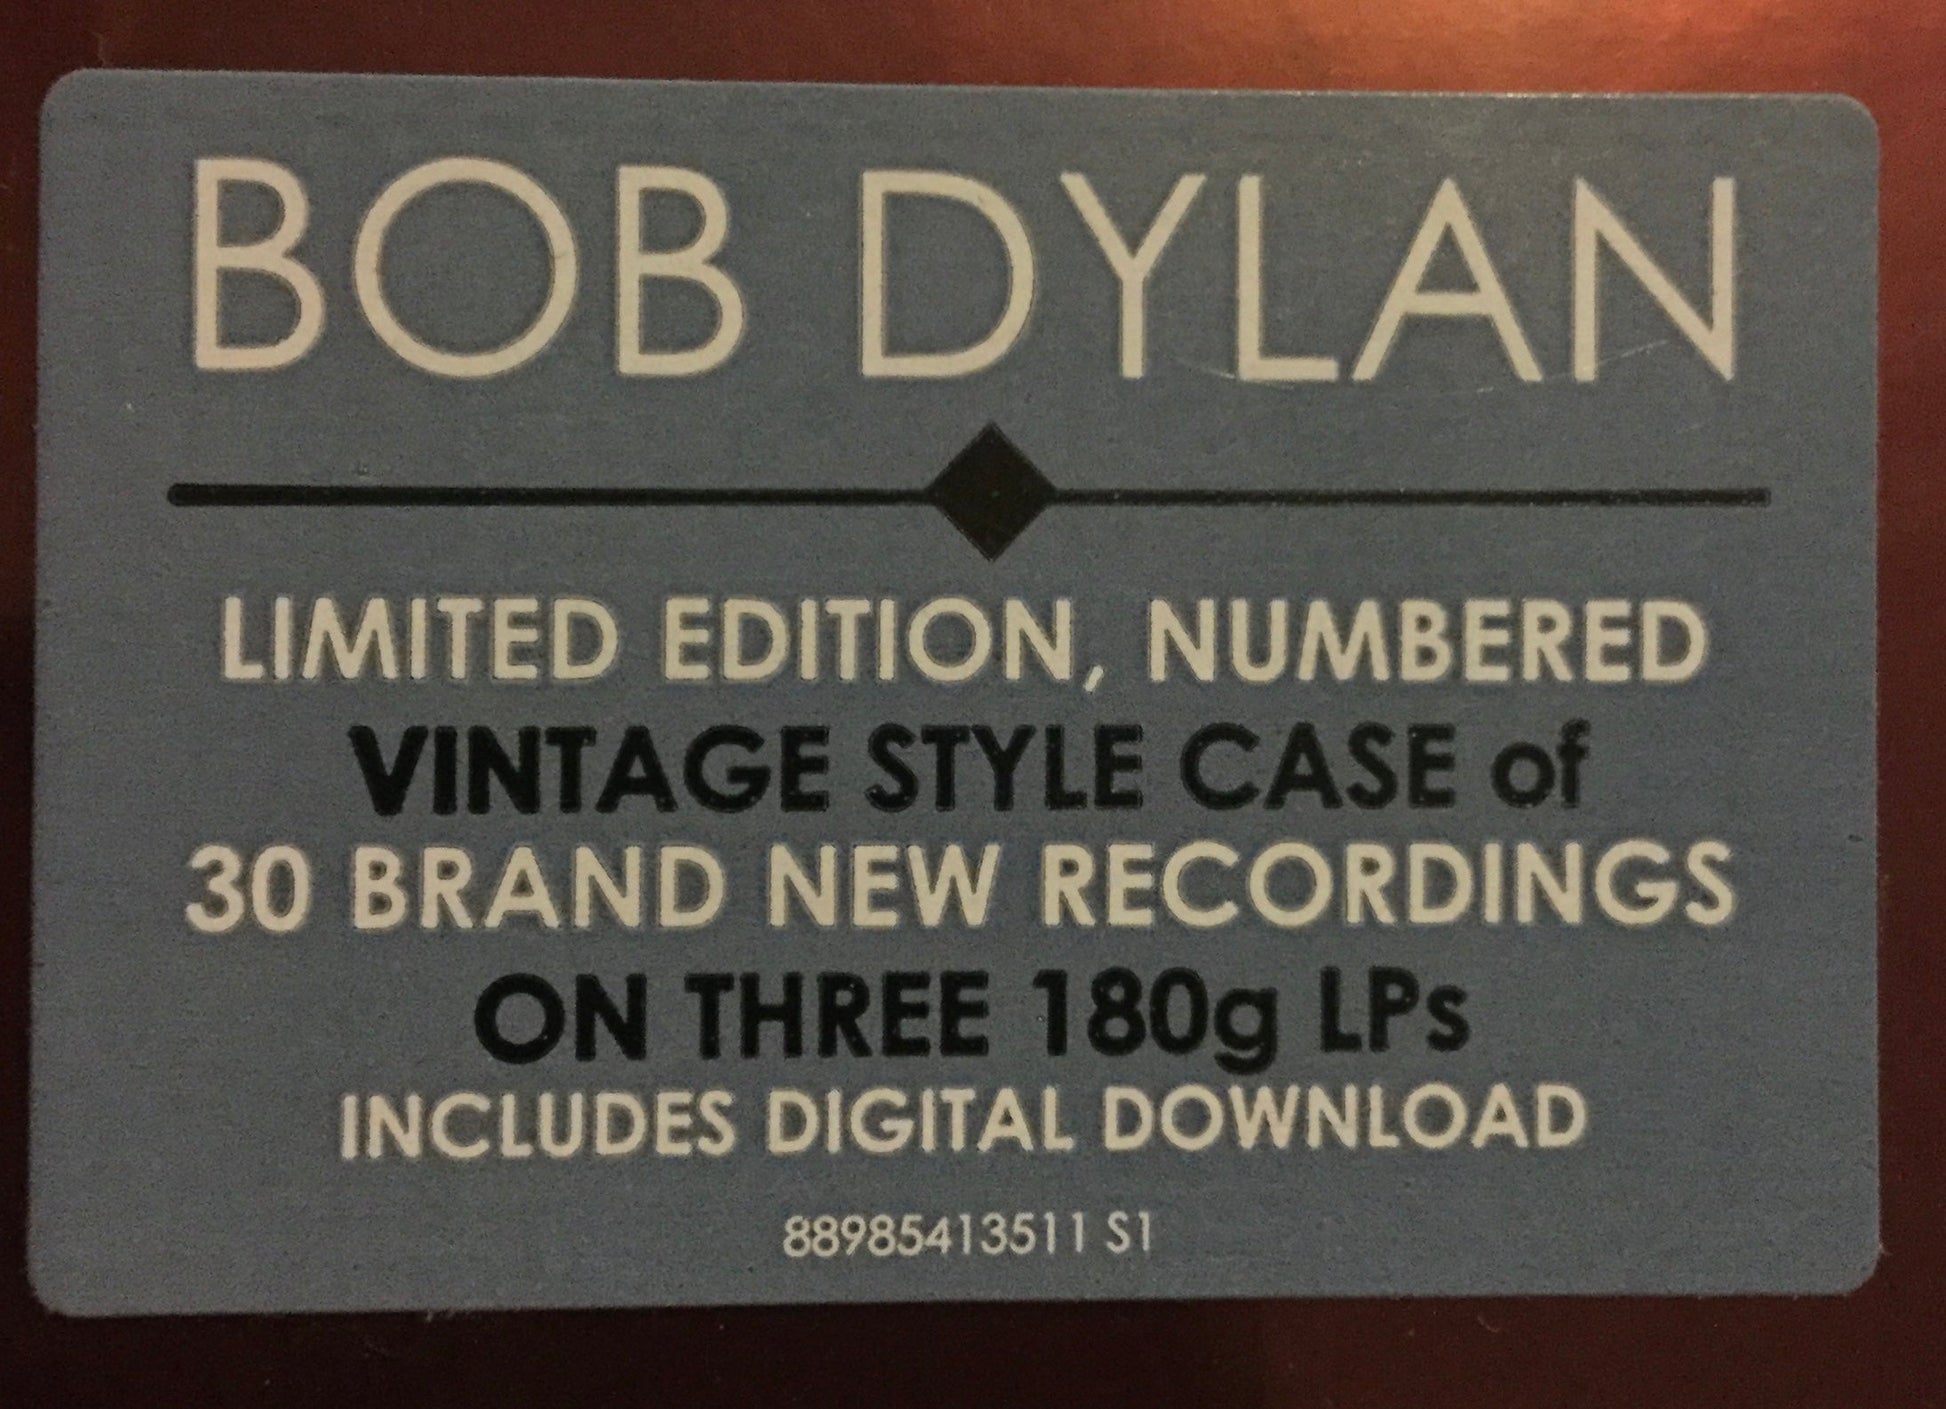 BOB DYLAN
LIMITED EDITION, NUMBERED
VINTAGE STYLE CASE of
30 BRAND NEW RECORDINGS
ON THREE 180g LPs
INCLUDES DIGITAL DOWNLOAD
88985413511 S1